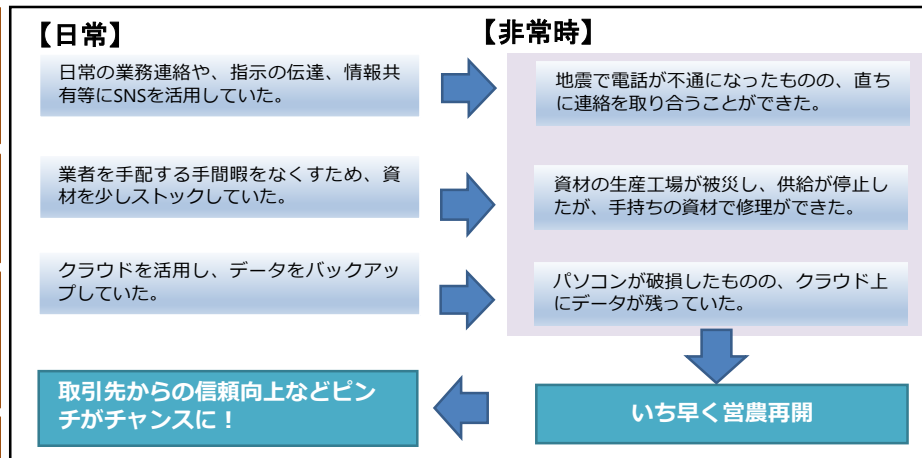 【日常】
【非常時】
日常の業務連絡や、指示の伝達、情報共
有等にSNSを活用していた。
地震で電話が不通になったものの、直ち
に連絡を取り合うことができた。
業者を手配する手間暇をなくすため、資
材を少しストックしていた。
資材の生産工場が被災し、供給が停止し
たが、手持ちの資材で修理ができた。
クラウドを活用し、データをバックアッ
プしていた。
パソコンが破損したものの、クラウド上
にデータが残っていた。
取引先からの信頼向上などピン
チがチャンスに！
いち早く営農再開